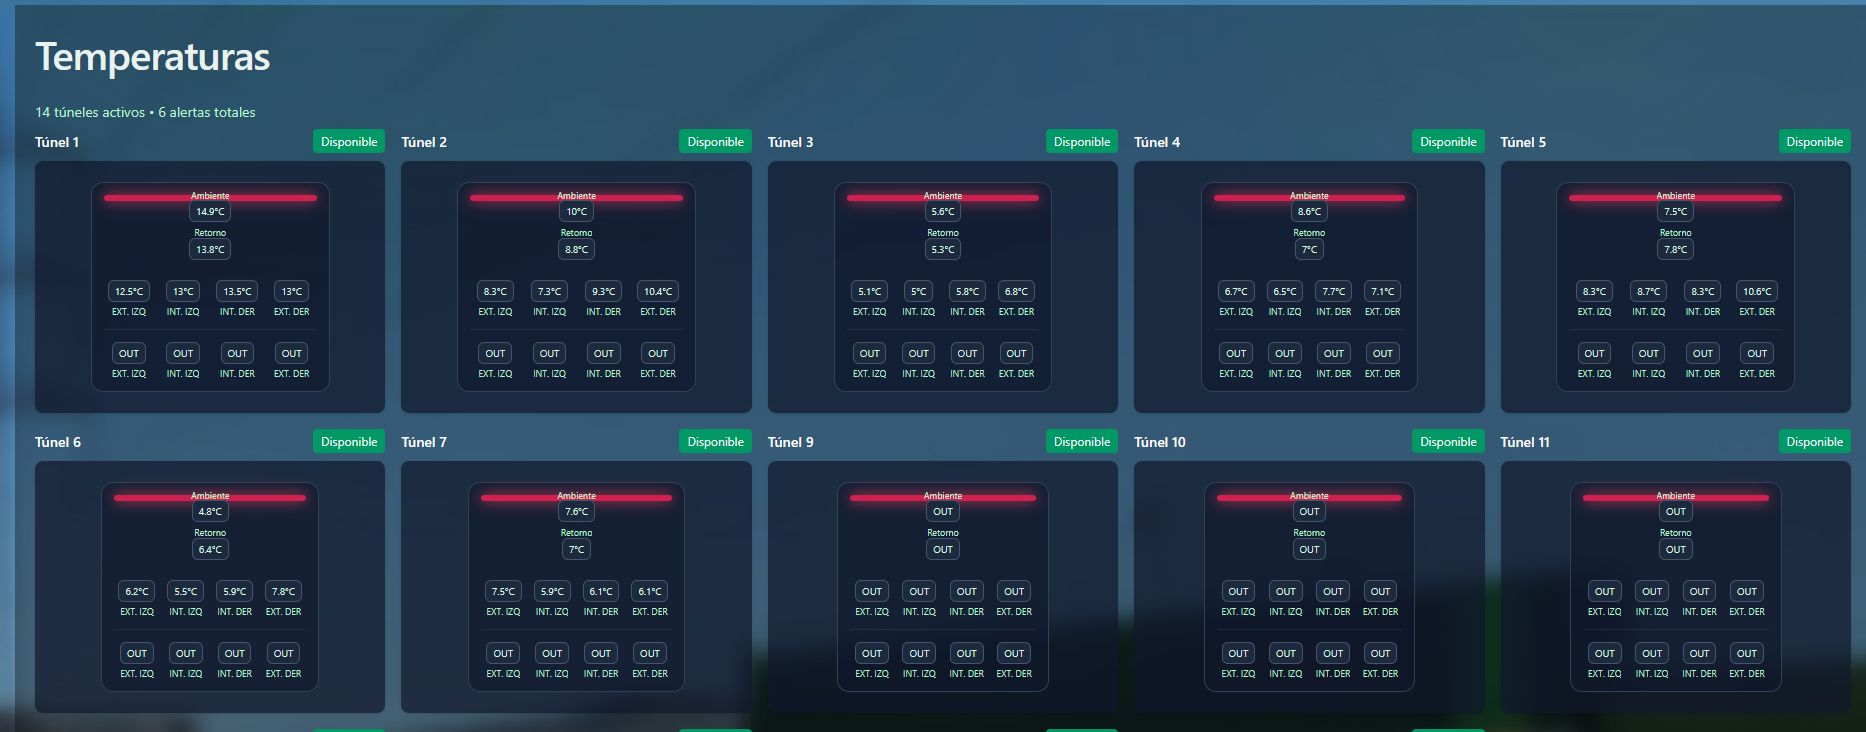 Temperaturas
14 túneles activos • 6 alertas totales
Túnel 1 Disponible
Ambiente
14.9°C
Retorno
13.8°C
12.5°C 13°C 13.5°C 13°C
EXT. IZQ INT. IZQ INT. DER EXT. DER
OUT OUT OUT OUT
EXT. IZQ INT. IZQ INT. DER EXT. DER
Túnel 2 Disponible
Ambiente
10°C
Retorno
8.8°C
8.3°C 7.3°C 9.3°C 10.4°C
EXT. IZQ INT. IZQ INT. DER EXT. DER
OUT OUT OUT OUT
EXT. IZQ INT. IZQ INT. DER EXT. DER
Túnel 3 Disponible
Ambiente
5.6°C
Retorno
5.3°C
5.1°C 5°C 5.8°C 6.8°C
EXT. IZQ INT. IZQ INT. DER EXT. DER
OUT OUT OUT OUT
EXT. IZQ INT. IZQ INT. DER EXT. DER
Túnel 4 Disponible
Ambiente
8.6°C
Retorno
7°C
6.7°C 6.5°C 7.7°C 7.1°C
EXT. IZQ INT. IZQ INT. DER EXT. DER
OUT OUT OUT OUT
EXT. IZQ INT. IZQ INT. DER EXT. DER
Túnel 5 Disponible
Ambiente
7.5°C
Retorno
7.8°C
8.3°C 8.7°C 8.3°C 10.6°C
EXT. IZQ INT. IZQ INT. DER EXT. DER
OUT OUT OUT OUT
EXT. IZQ INT. IZQ INT. DER EXT. DER
Túnel 6 Disponible
Ambiente
4.8°C
Retorno
6.4°C
6.2°C 5.5°C 5.9°C 7.8°C
EXT. IZQ INT. IZQ INT. DER EXT. DER
OUT OUT OUT OUT
EXT. IZQ INT. IZQ INT. DER EXT. DER
Túnel 7 Disponible
Ambiente
7.6°C
Retorno
7°C
7.5°C 5.9°C 6.1°C 6.1°C
EXT. IZQ INT. IZQ INT. DER EXT. DER
OUT OUT OUT OUT
EXT. IZQ INT. IZQ INT. DER EXT. DER
Túnel 9 Disponible
Ambiente
OUT
Retorno
OUT
OUT OUT OUT OUT
EXT. IZQ INT. IZQ INT. DER EXT. DER
OUT OUT OUT OUT
EXT. IZQ INT. IZQ INT. DER EXT. DER
Túnel 10 Disponible
Ambiente
OUT
Retorno
OUT
OUT OUT OUT OUT
EXT. IZQ INT. IZQ INT. DER EXT. DER
OUT OUT OUT OUT
EXT. IZQ INT. IZQ INT. DER EXT. DER
Túnel 11 Disponible
Ambiente
OUT
Retorno
OUT
OUT OUT OUT OUT
EXT. IZQ INT. IZQ INT. DER EXT. DER
OUT OUT OUT OUT
EXT. IZQ INT. IZQ INT. DER EXT. DER